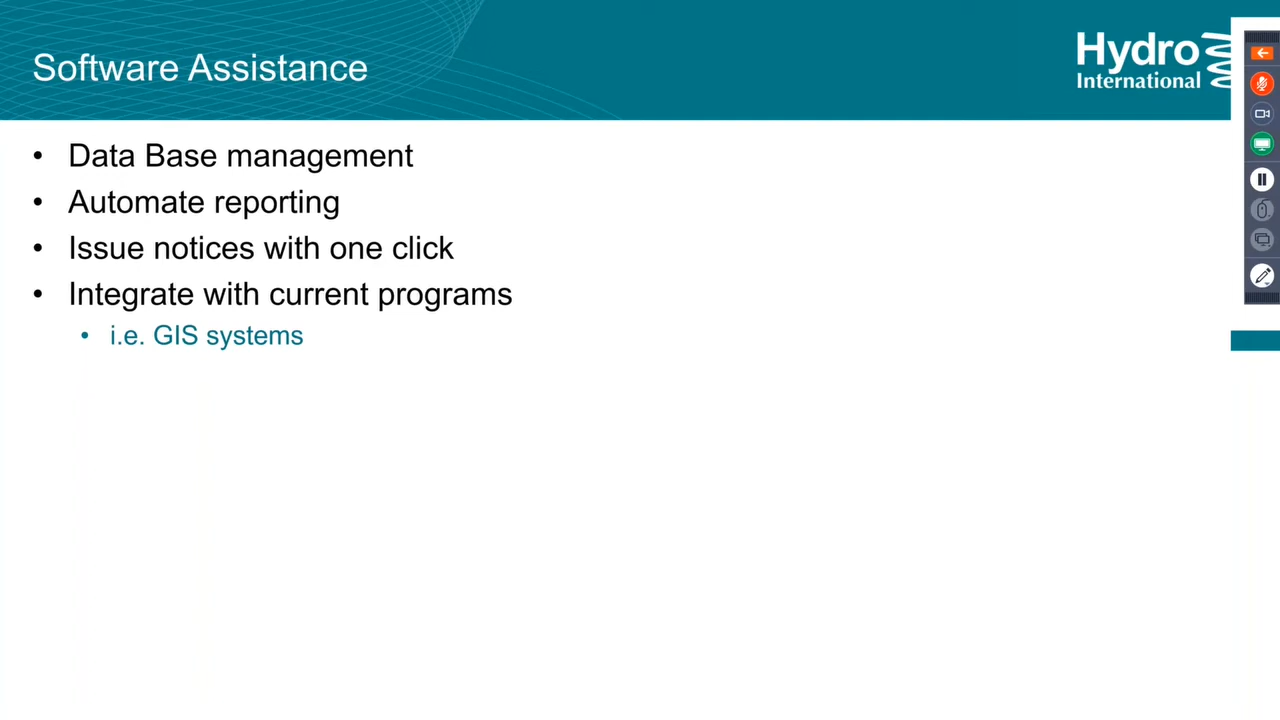 Software Assistance
Hydro
International
• Data Base management
• Automate reporting
• Issue notices with one click
• Integrate with current programs
• i.e. GIS systems